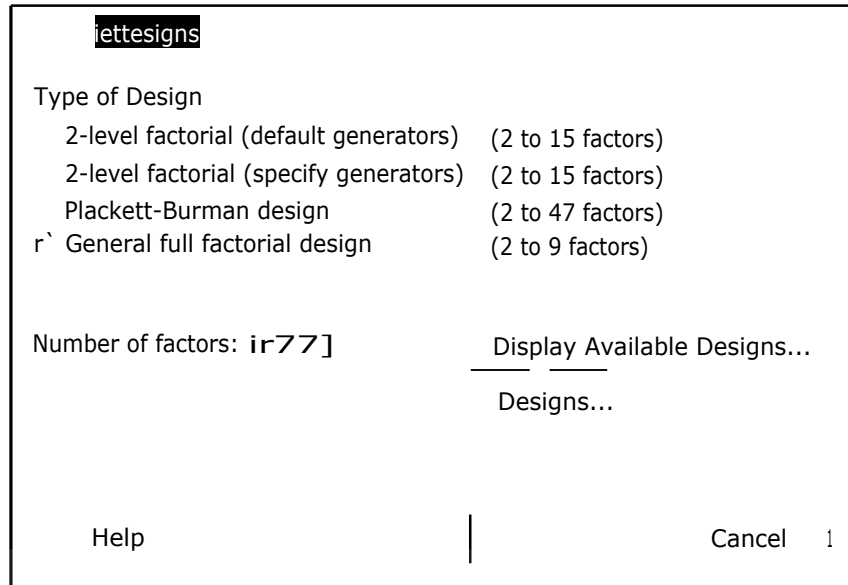 iettesigns
Type of Design
2-level factorial (default generators) (2 to 15 factors)
2-level factorial (specify generators) (2 to 15 factors)
Plackett-Burman design (2 to 47 factors)
r` General full factorial design (2 to 9 factors)
Number of factors: ir77] Display Available Designs...
Designs...
Help Cancel 1